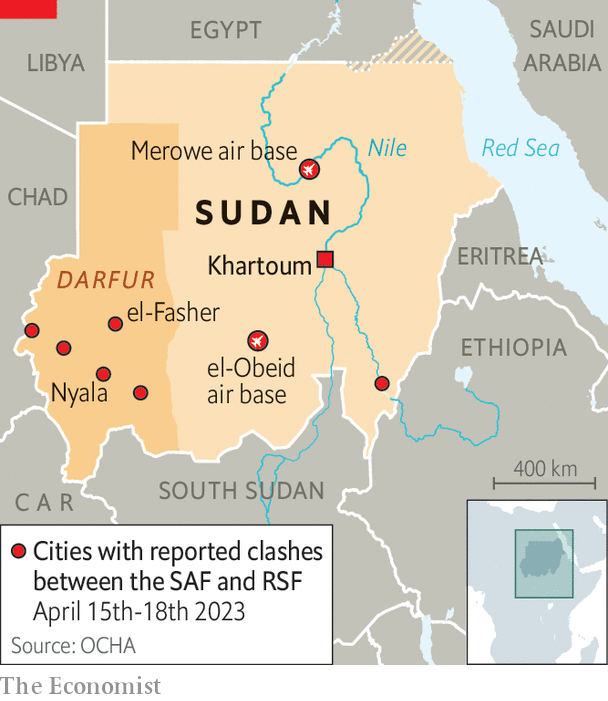 EGYPT
SAUDI
ARABIA
LIBYA
Merowe air base
Nile
Red Sea
CHAD
SUDAN
Khartoum
ERITREA
DARFUR
el-Fasher
ETHIOPIA
el-Obeid
air base
Nyala
400 km
SOUTH SUDAN
CAR
Cities with reported clashes
between the SAF and RSF
April 15th-18th 2023
Source: OCHA
The Economist